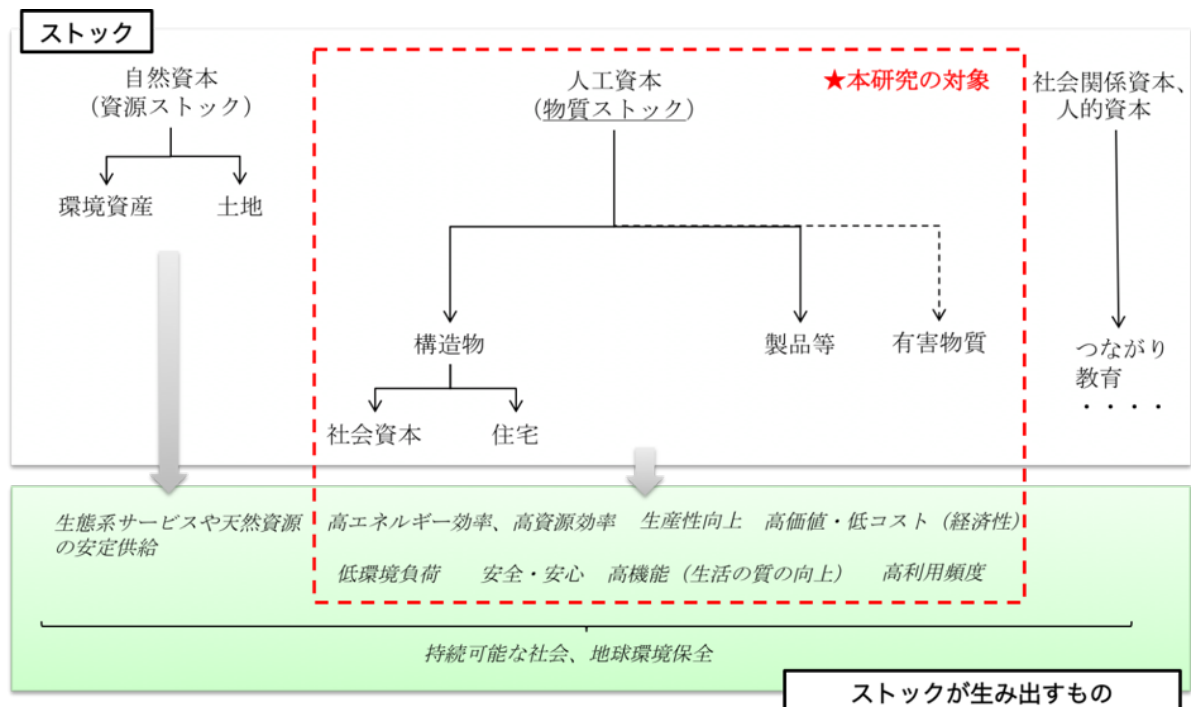 ストック
自然資本
（資源ストック）
環境資産
土地
人工資本
（物質ストック）
★本研究の対象
構造物
製品等
有害物質
社会資本
住宅
社会関係資本、
人的資本
つながり
教育
・・・・
生態系サービスや天然資源
の安定供給
高エネルギー効率、高資源効率
生産性向上
高価値・低コスト（経済性）
低環境負荷
安全・安心
高機能（生活の質の向上）
高利用頻度
持続可能な社会、地球環境保全
ストックが生み出すもの